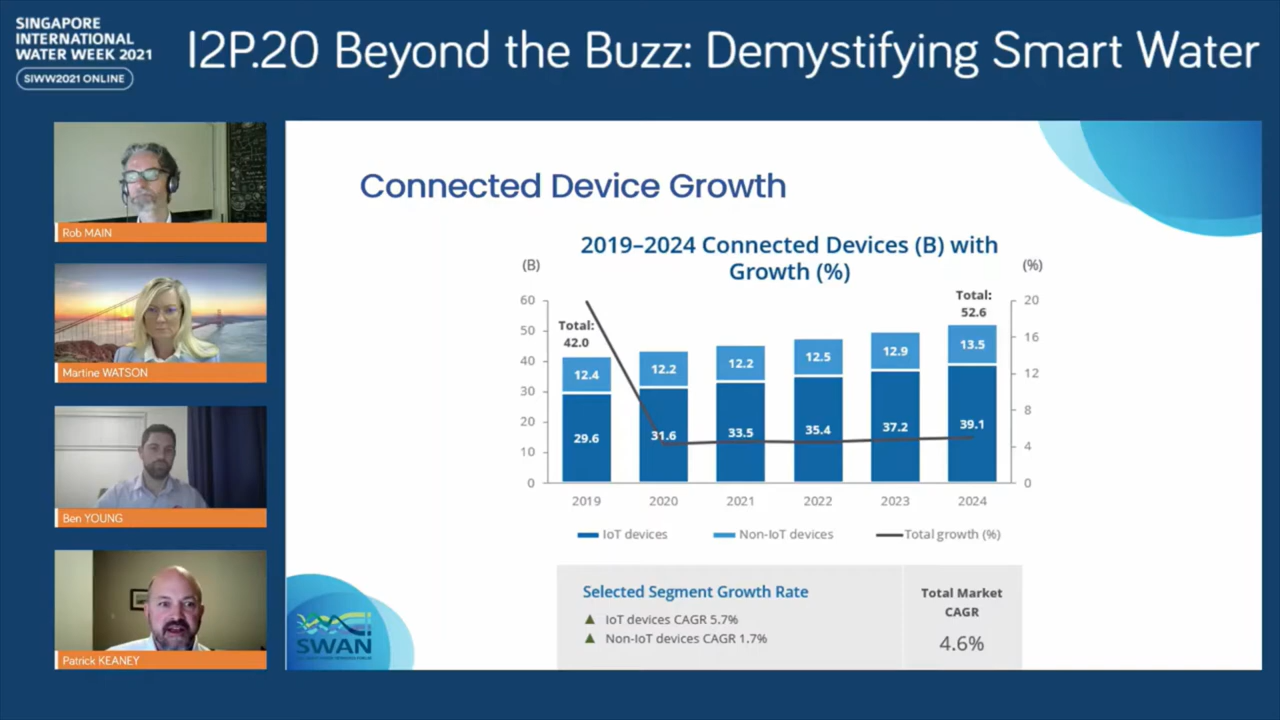 SINGAPORE
INTERNATIONAL
WATER WEEK 2021
SIWW2021 ONLINE
I2P.20 Beyond the Buzz: Demystifying Smart Water
Rob MAIN
Martine WATSON
Ben YOUNG
Patrick KEANEY
Connected Device Growth
2019–2024 Connected Devices (B) with
Growth (%)
(B)
(%)
60
50
40
30
20
10
0
20
16
12
8
4
0
Total:
42.0
Total:
52.6
12.4
12.2
12.2
12.5
12.9
13.5
29.6
31.6
33.5
35.4
37.2
39.1
2019
2020
2021
2022
2023
2024
IoT devices
Non-IoT devices
Total growth (%)
Selected Segment Growth Rate
▲ IoT devices CAGR 5.7%
▲ Non-IoT devices CAGR 1.7%
Total Market
CAGR
4.6%
SWAN